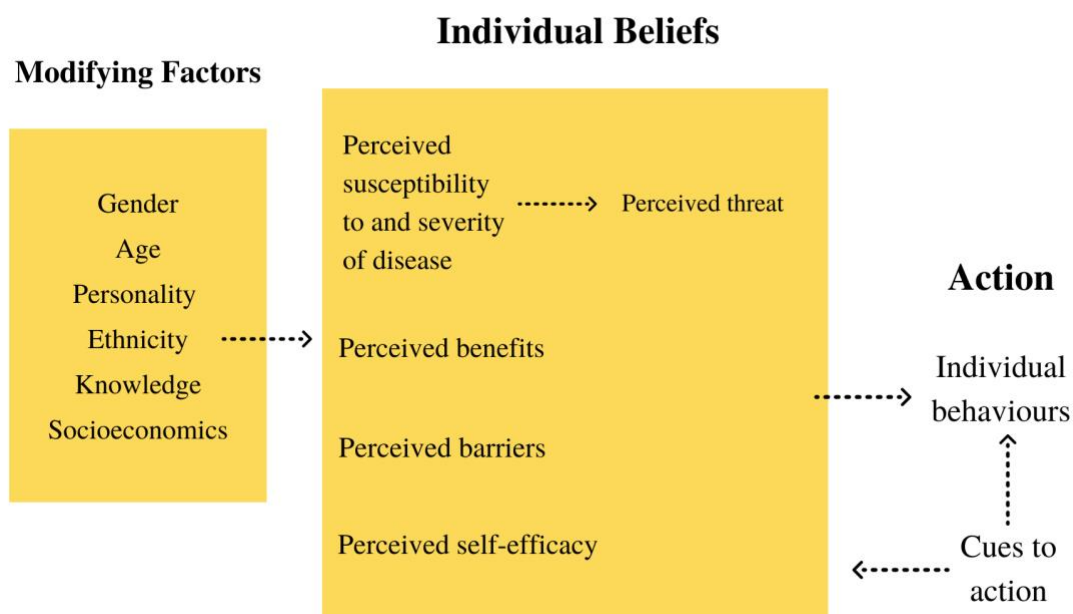 Individual Beliefs
Modifying Factors
Gender
Age
Personality
Ethnicity
Knowledge
Socioeconomics
Perceived
susceptibility
to and severity
of disease
Perceived threat
Perceived benefits
Perceived barriers
Perceived self-efficacy
Action
Individual
behaviours
Cues to
action